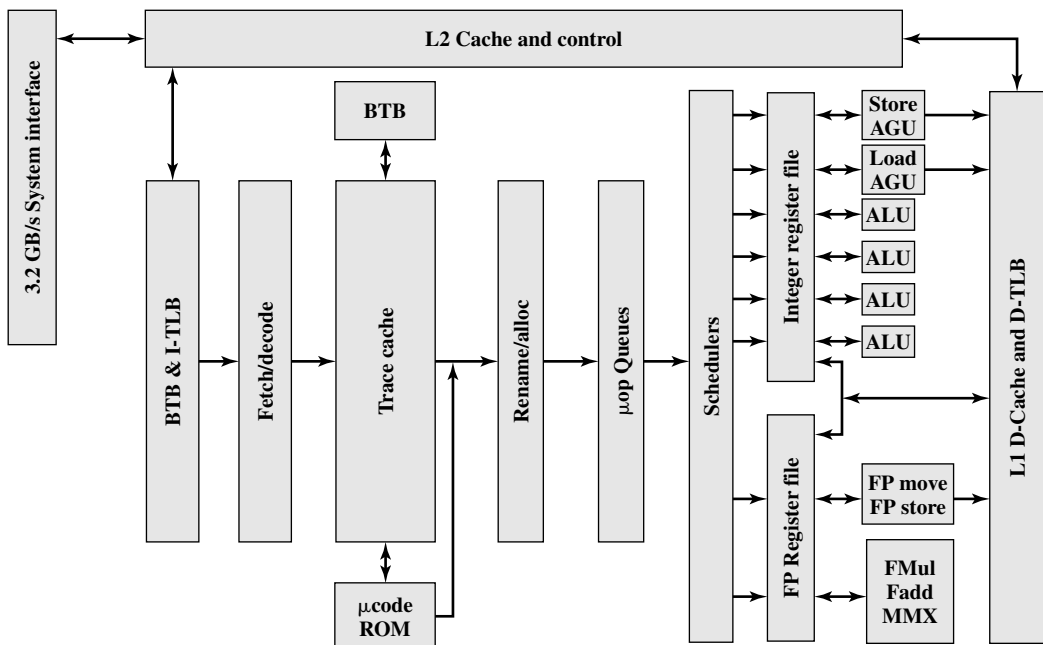 L2 Cache and control
3.2 GB/s System interface
BTB
BTB & I-TLB
Fetch/decode
Trace cache
μcode
ROM
Rename/alloc
μop Queues
Schedulers
Integer register file
FP Register file
Store
AGU
Load
AGU
ALU
ALU
ALU
ALU
FP move
FP store
FMul
Fadd
MMX
L1 D-Cache and D-TLB